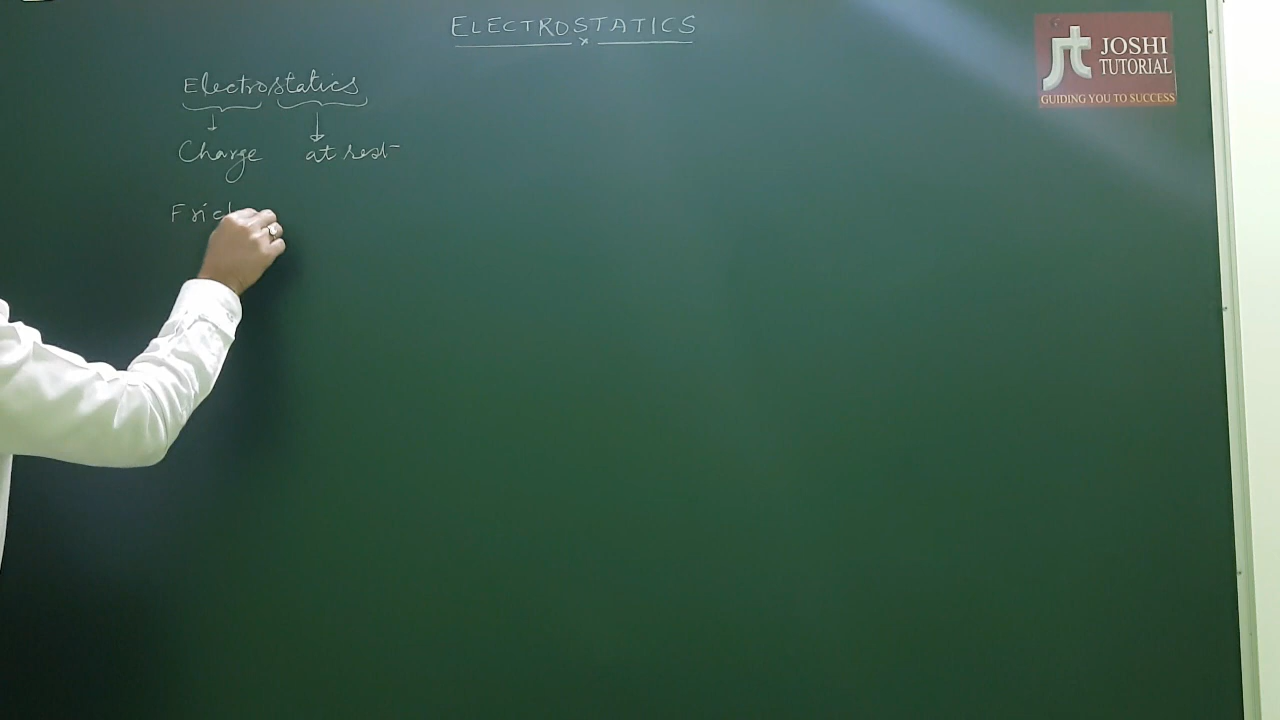 ELECTROSTATICS
JOSHI
TUTORIAL
GUIDING YOU TO SUCCESS
Electrostatics
Charge at rest